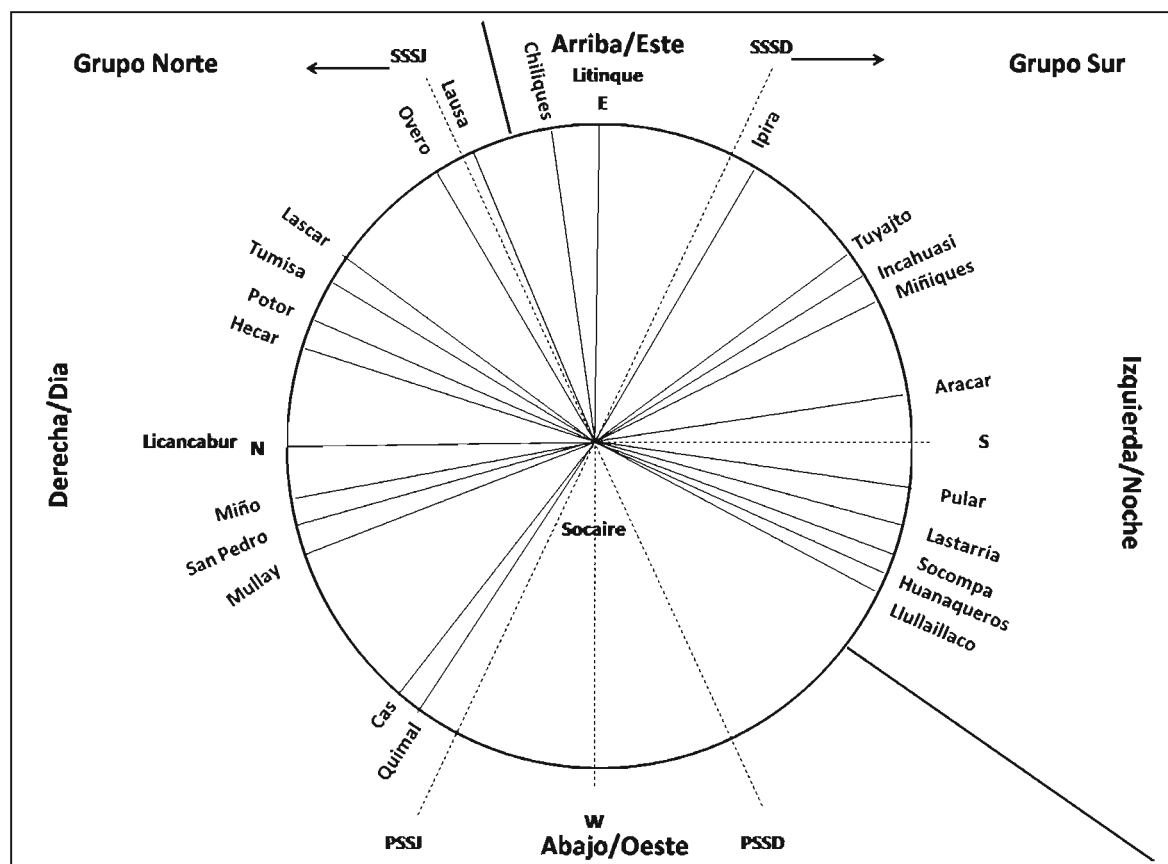 Arriba/Este
Grupo Norte
SSSJ
SSSD
Grupo Sur
Litinque
E
Chiliques
Lausa
Overo
Ipira
Lascar
Tumisa
Potor
Hecar
Tuyajto
Incahuasi
Miñiques
Aracar
Derecha/Dia
Izquierda/Noche
Licancabur
N
S
Miño
San Pedro
Mullay
Socaire
Pular
Lastarria
Socompa
Huanaqueros
Llullaillaco
Cas
Quimal
PSSJ
W
PSSD
Abajo/Oeste